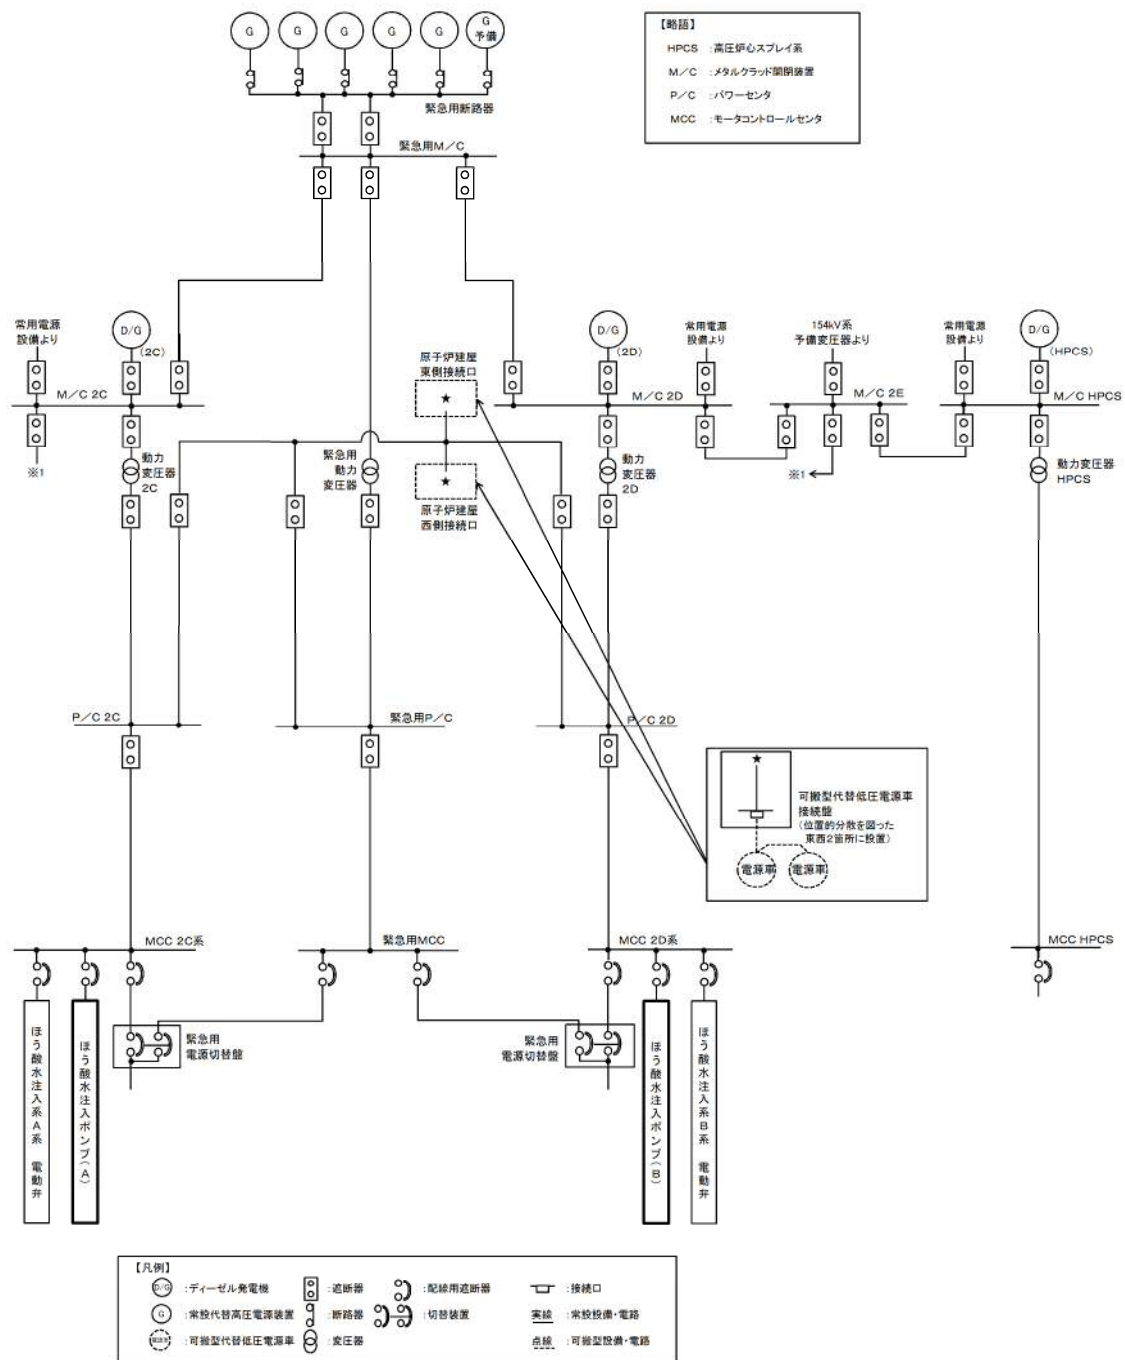 G
G
G
G
G
G
予備
【略語】
HPCS :高圧炉心スプレイ系
M/C :メタルクラッド開閉装置
P/C :パワーセンタ
MCC :モータコントロールセンタ
緊急用断路器
緊急用M/C
常用電源
設備より
D/G
(2C)
原子炉建屋
東側接続口
★
D/G
(2D)
常用電源
設備より
154kV系
予備変圧器より
常用電源
設備より
D/G
(HPCS)
M/C 2C
M/C 2D
M/C 2E
M/C HPCS
※1
動力
変圧器
2C
緊急用
動力
変圧器
★
原子炉建屋
西側接続口
動力
変圧器
2D
※1
動力変圧器
HPCS
P/C 2C
緊急用P/C
P/C 2D
★
可搬型代替低圧電源車
接続盤
(位置的分散を図った
東西2箇所に設置)
電源車
電源車
MCC 2C系
緊急用MCC
MCC 2D系
MCC HPCS
緊急用
電源切替盤
緊急用
電源切替盤
ほう酸水注入系A系 電動弁
ほう酸水注入ポンプ(A)
ほう酸水注入ポンプ(B)
ほう酸水注入系B系 電動弁
【凡例】
D/G :ディーゼル発電機
:遮断器
:配線用遮断器
:接続口
G :常設代替高圧電源装置
:断路器
:切替装置
実線 :常設設備・電路
電源車 :可搬型代替低圧電源車
:変圧器
点線 :可搬型設備・電路